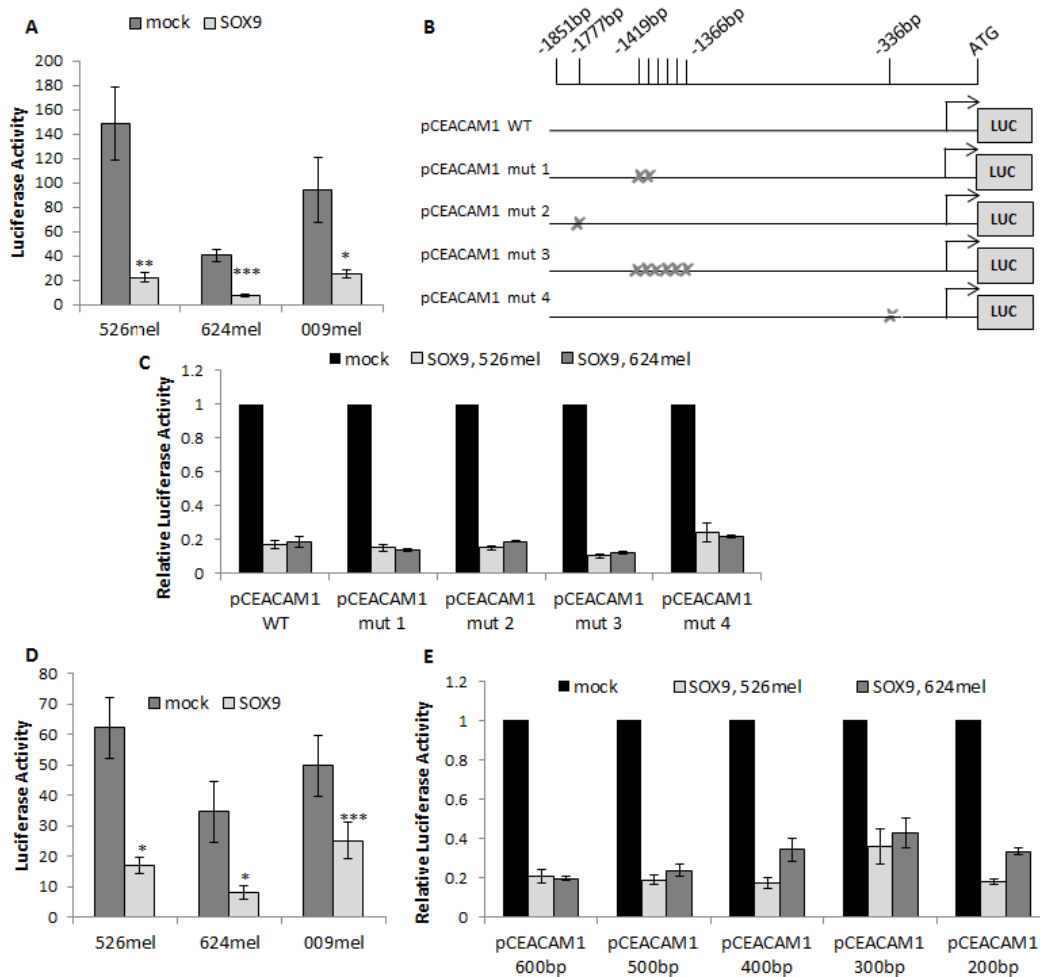 A
mock
SOX9
Luciferase Activity
200
180
160
140
120
100
80
60
40
20
0
**
***
*
526mel
624mel
009mel
B
-1851bp
-1777bp
-1419bp
-1366bp
-336bp
ATG
pCEACAM1 WT
LUC
pCEACAM1 mut 1
LUC
pCEACAM1 mut 2
LUC
pCEACAM1 mut 3
LUC
pCEACAM1 mut 4
LUC
C
mock
SOX9, 526mel
SOX9, 624mel
Relative Luciferase Activity
1.2
1
0.8
0.6
0.4
0.2
0
pCEACAM1
WT
pCEACAM1
mut 1
pCEACAM1
mut 2
pCEACAM1
mut 3
pCEACAM1
mut 4
D
mock
SOX9
Luciferase Activity
80
70
60
50
40
30
20
10
0
*
*
***
526mel
624mel
009mel
E
mock
SOX9, 526mel
SOX9, 624mel
Relative Luciferase Activity
1.2
1
0.8
0.6
0.4
0.2
0
pCEACAM1
600bp
pCEACAM1
500bp
pCEACAM1
400bp
pCEACAM1
300bp
pCEACAM1
200bp